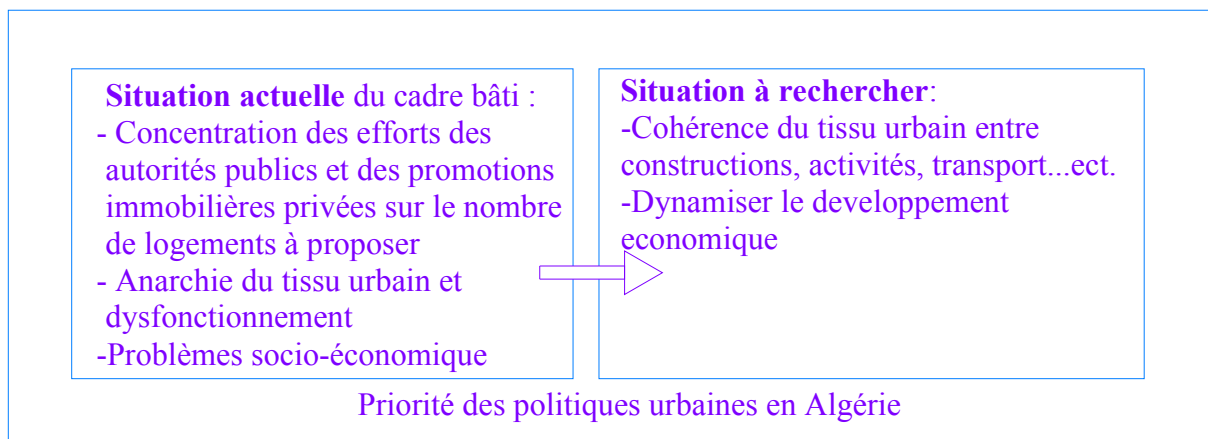 Situation actuelle du cadre bâti :
- Concentration des efforts des
autorités publics et des promotions
immobilières privées sur le nombre
de logements à proposer
- Anarchie du tissu urbain et
dysfonctionnement
-Problèmes socio-économique
Situation à rechercher:
-Cohérence du tissu urbain entre
constructions, activités, transport...ect.
-Dynamiser le developpement
economique
Priorité des politiques urbaines en Algérie